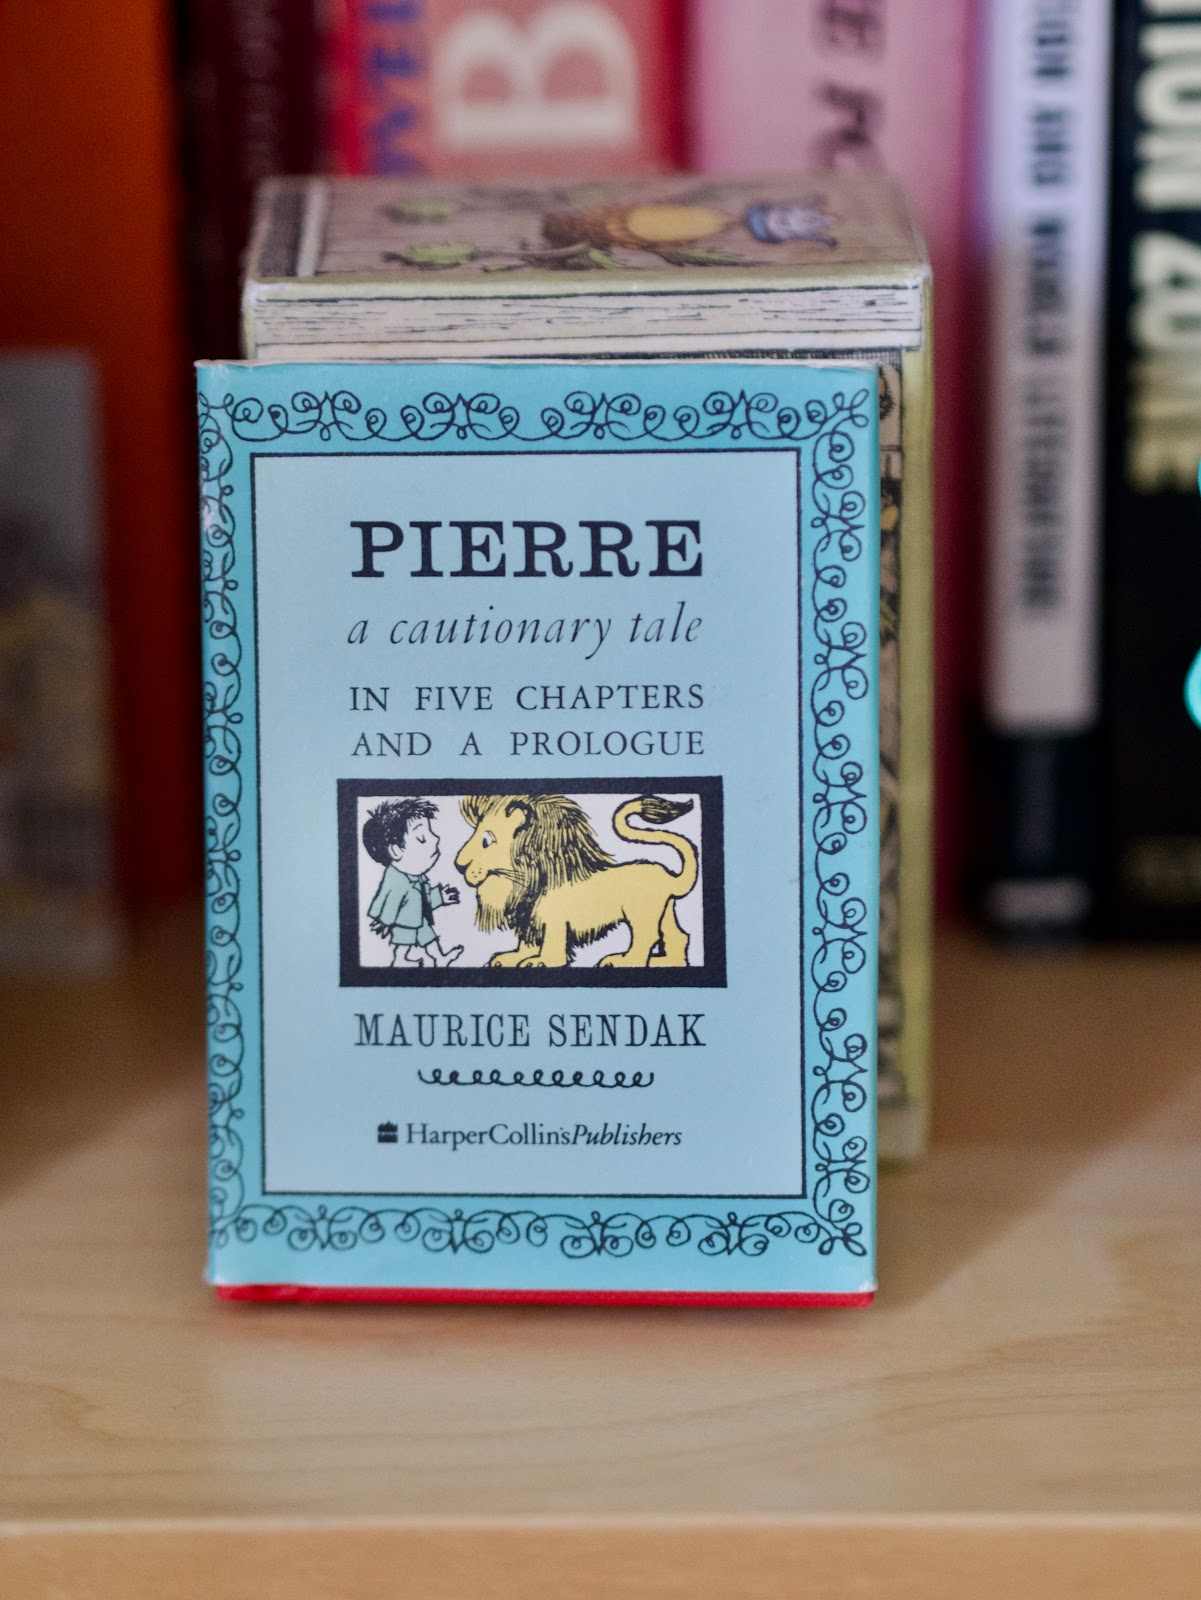 PIERRE
a cautionary tale
IN FIVE CHAPTERS
AND A PROLOGUE
MAURICE SENDAK
HarperCollinsPublishers
B